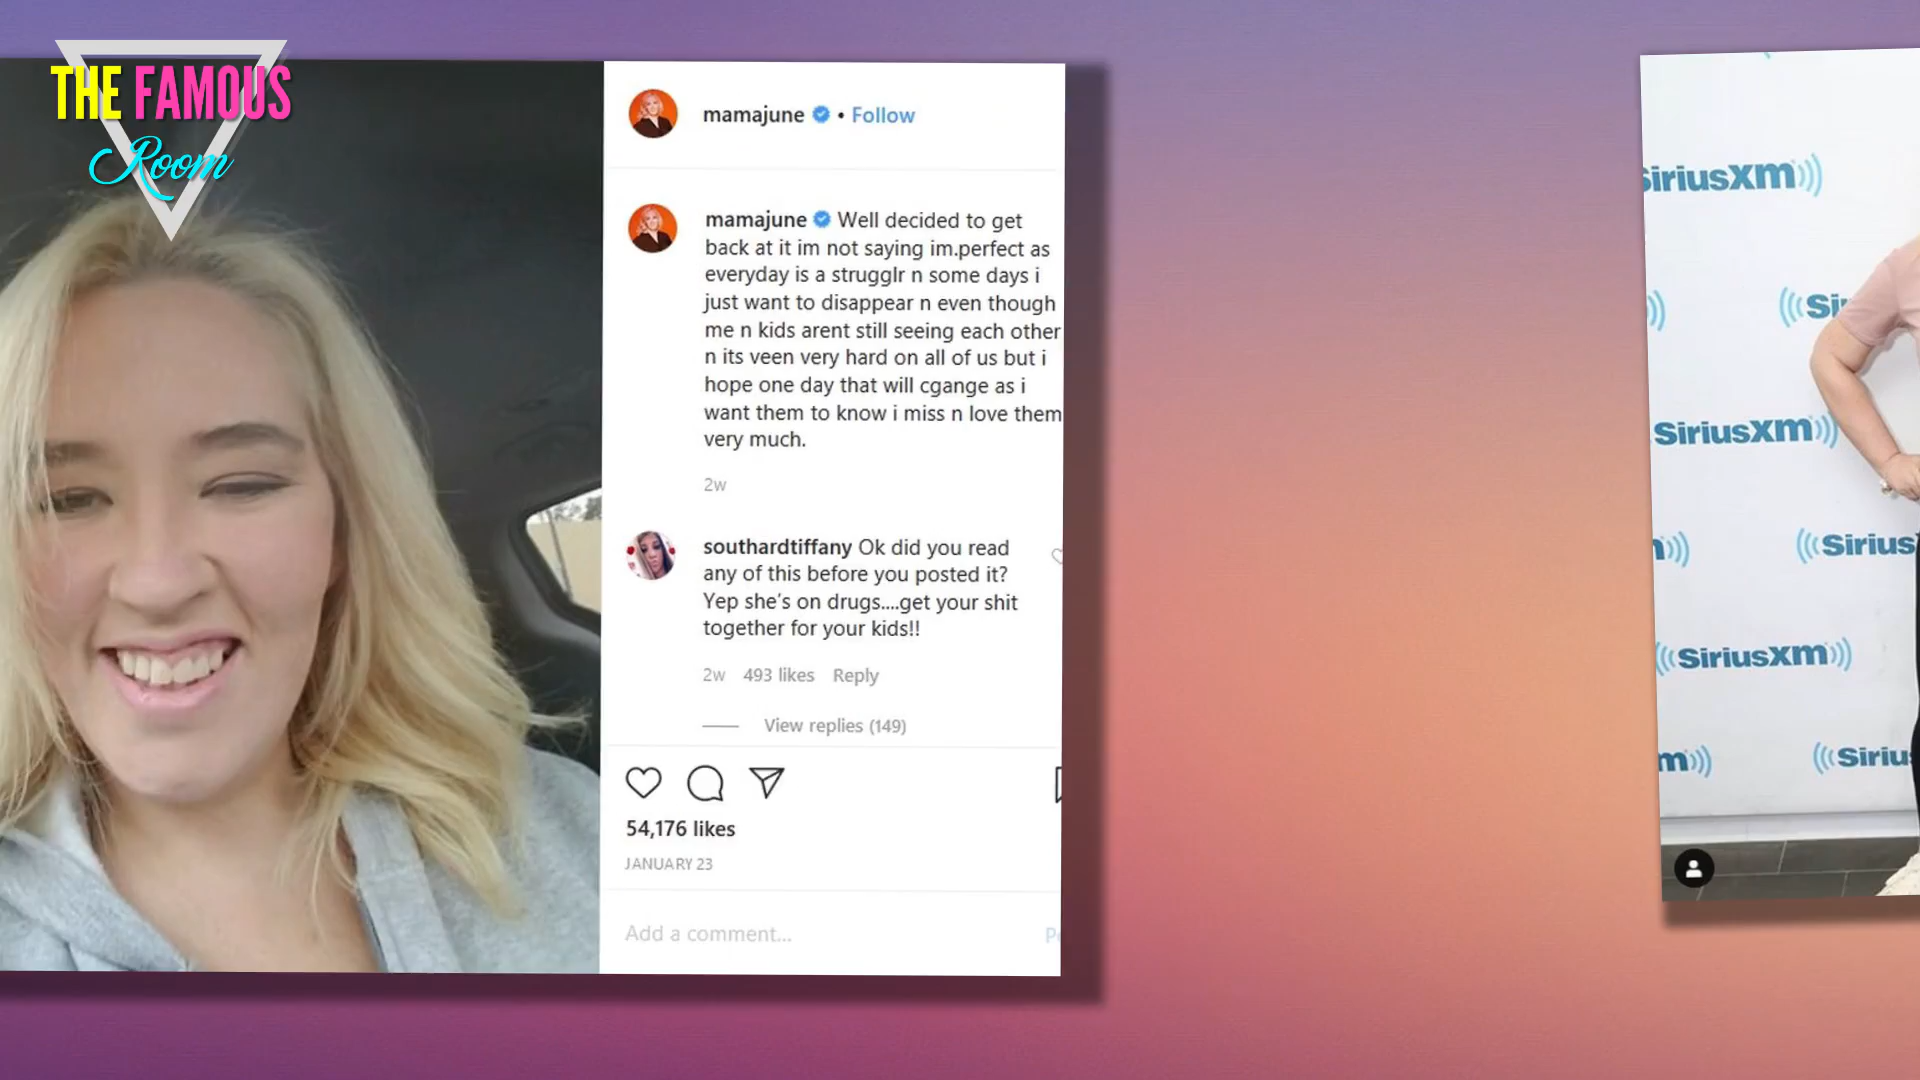 THE FAMOUS
Room
mamajune • Follow
mamajune Well decided to get
back at it im not saying im.perfect as
everyday is a strugglr n some days i
just want to disappear n even though
me n kids arent still seeing each other
n its veen very hard on all of us but i
hope one day that will cgange as i
want them to know i miss n love them
very much.
2w
southardtiffany Ok did you read
any of this before you posted it?
Yep she's on drugs....get your shit
together for your kids!!
2w 493 likes Reply
View replies (149)
54,176 likes
JANUARY 23
Add a comment...
SiriusXM
SiriusXM
Sirius
SiriusXM
Siriu